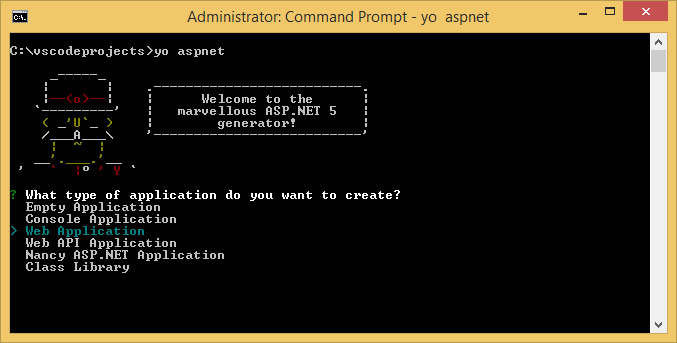 Administrator: Command Prompt - yo  aspnet
C:\vscodeprojects>yo aspnet
Welcome to the
marvellous ASP.NET 5
generator!
? What type of application do you want to create?
Empty Application
Console Application
> Web Application
Web API Application
Nancy ASP.NET Application
Class Library